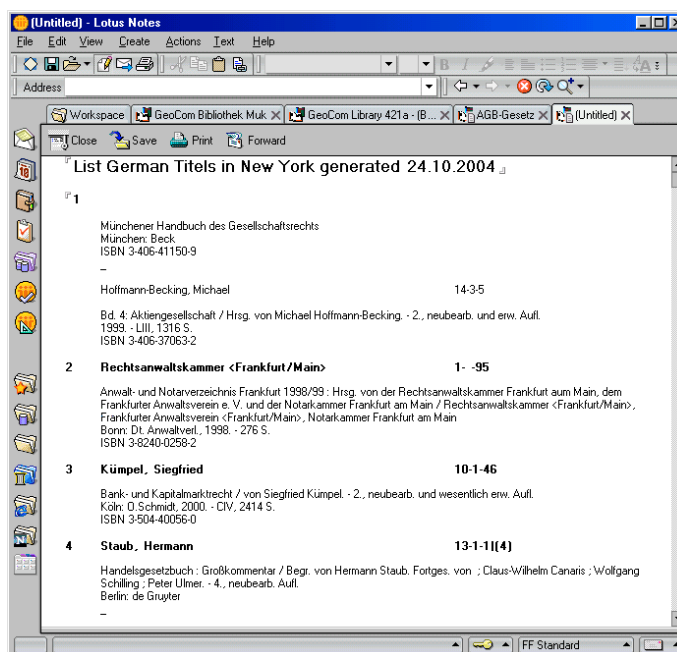 (Untitled) - Lotus Notes
File Edit View Create Actions Text Help
Address
Workspace GeoCom Bibliothek Muk GeoCom Library 421a - (B... AGB-Gesetz (Untitled)
Close Save Print Forward
List German Titels in New York generated 24.10.2004
1
Münchener Handbuch des Gesellschaftsrechts
München: Beck
ISBN 3-406-41150-9
_
Hoffmann-Becking, Michael 14-3-5
Bd. 4: Aktiengesellschaft / Hrsg. von Michael Hoffmann-Becking. - 2., neubearb. und erw. Aufl.
1999. - LIII, 1316 S.
ISBN 3-406-37063-2
2 Rechtsanwaltskammer <Frankfurt/Main> 1- -95
Anwalt- und Notarverzeichnis Frankfurt 1998/99 : Hrsg. von der Rechtsanwaltskammer Frankfurt aum Main, dem
Frankfurter Anwaltsverein e. V. und der Notarkammer Frankfurt am Main / Rechtsanwaltskammer <Frankfurt/Main>,
Frankfurter Anwaltsverein <Frankfurt/Main>, Notarkammer Frankfurt am Main
Bonn: Dt. Anwaltverl., 1998. - 276 S.
ISBN 3-8240-0258-2
3 Kümpel, Siegfried 10-1-46
Bank- und Kapitalmarktrecht / von Siegfried Kümpel. - 2., neubearb. und wesentlich erw. Aufl.
Köln: O.Schmidt, 2000. - CIV, 2414 S.
ISBN 3-504-40056-0
4 Staub, Hermann 13-1-1|(4)
Handelsgesetzbuch : Großkommentar / Begr. von Hermann Staub. Fortges. von ; Claus-Wilhelm Canaris ; Wolfgang
Schilling ; Peter Ulmer. - 4., neubearb. Aufl.
Berlin: de Gruyter
_
FF Standard